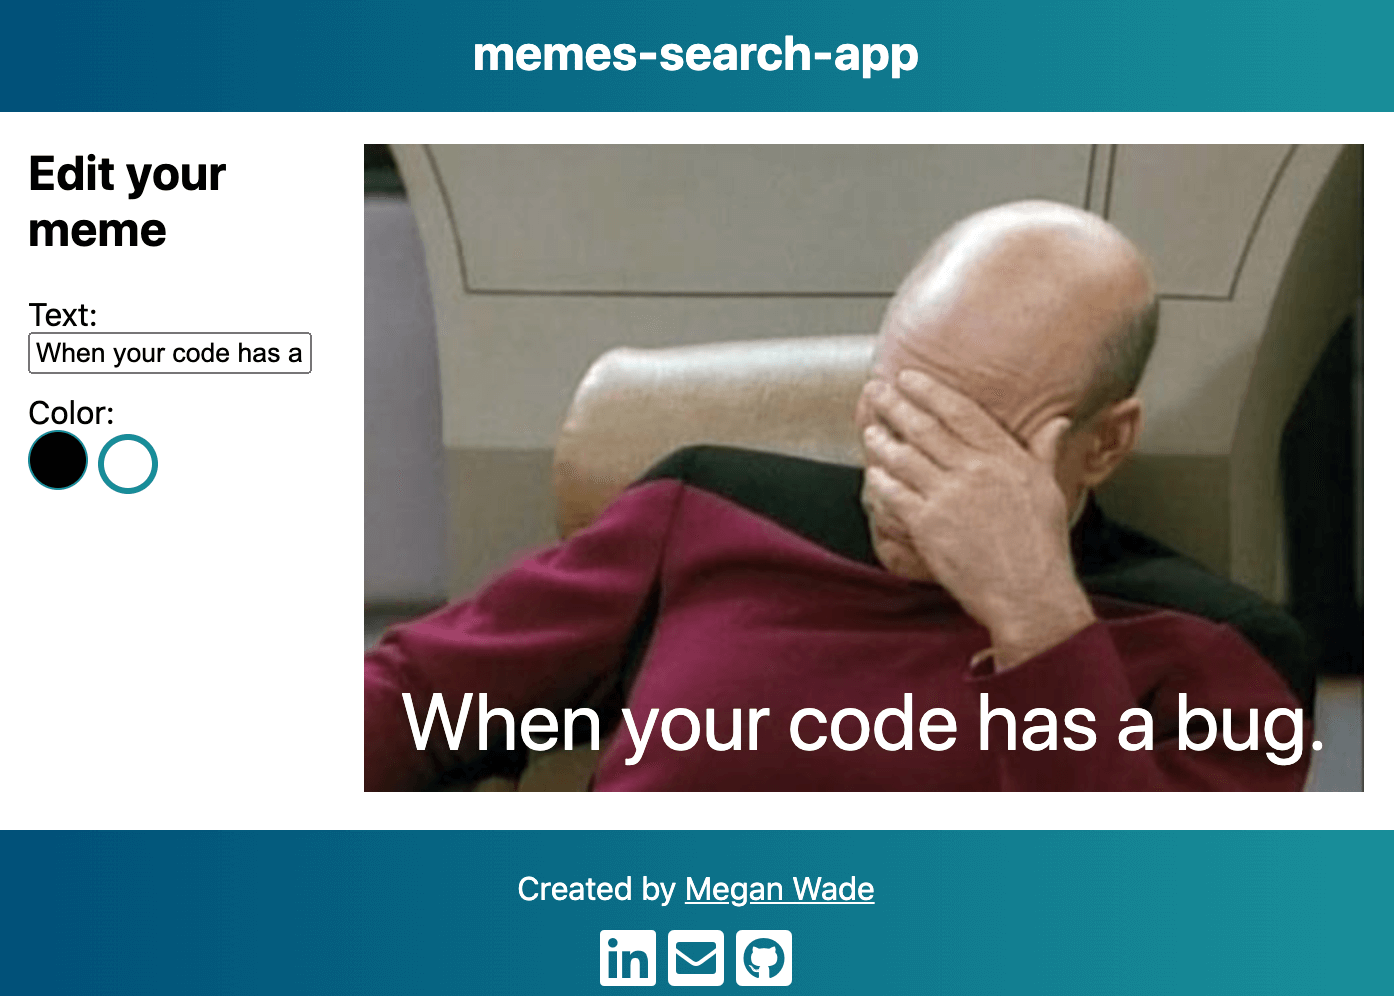 memes-search-app
Edit your
meme
Text:
When your code has a
Color:
When your code has a bug.
Created by Megan Wade
in